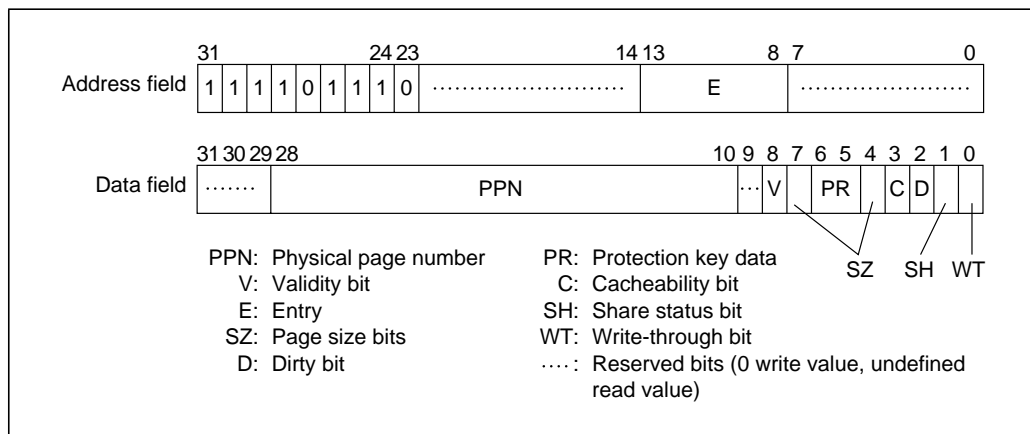 31 24 23 14 13 8 7 0
Address field 1 1 1 1 0 1 1 1 0 ........................... E ........................
31 30 29 28 10 9 8 7 6 5 4 3 2 1 0
Data field ....... PPN ... V PR C D
SZ SH WT
PPN: Physical page number PR: Protection key data
V: Validity bit C: Cacheability bit
E: Entry SH: Share status bit
SZ: Page size bits WT: Write-through bit
D: Dirty bit ....: Reserved bits (0 write value, undefined
read value)